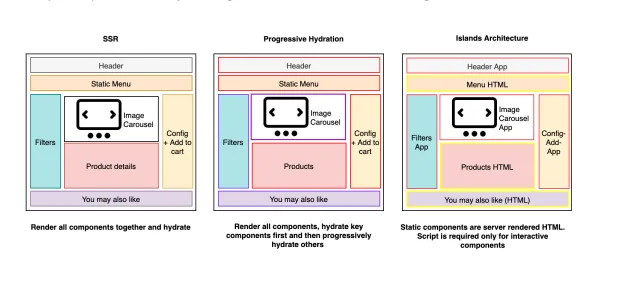 SSR
Header
Static Menu
Filters
Image
Carousel
Config
+ Add to
cart
Product details
You may also like
Render all components together and hydrate
Progressive Hydration
Header
Static Menu
Filters
Image
Carousel
Config
+ Add to
cart
Products
You may also like
Render all components, hydrate key
components first and then progressively
hydrate others
Islands Architecture
Header App
Menu HTML
Filters
App
Image
Carousel
App
Config-
Add-
App
Products HTML
You may also like (HTML)
Static components are server rendered HTML.
Script is required only for interactive
components